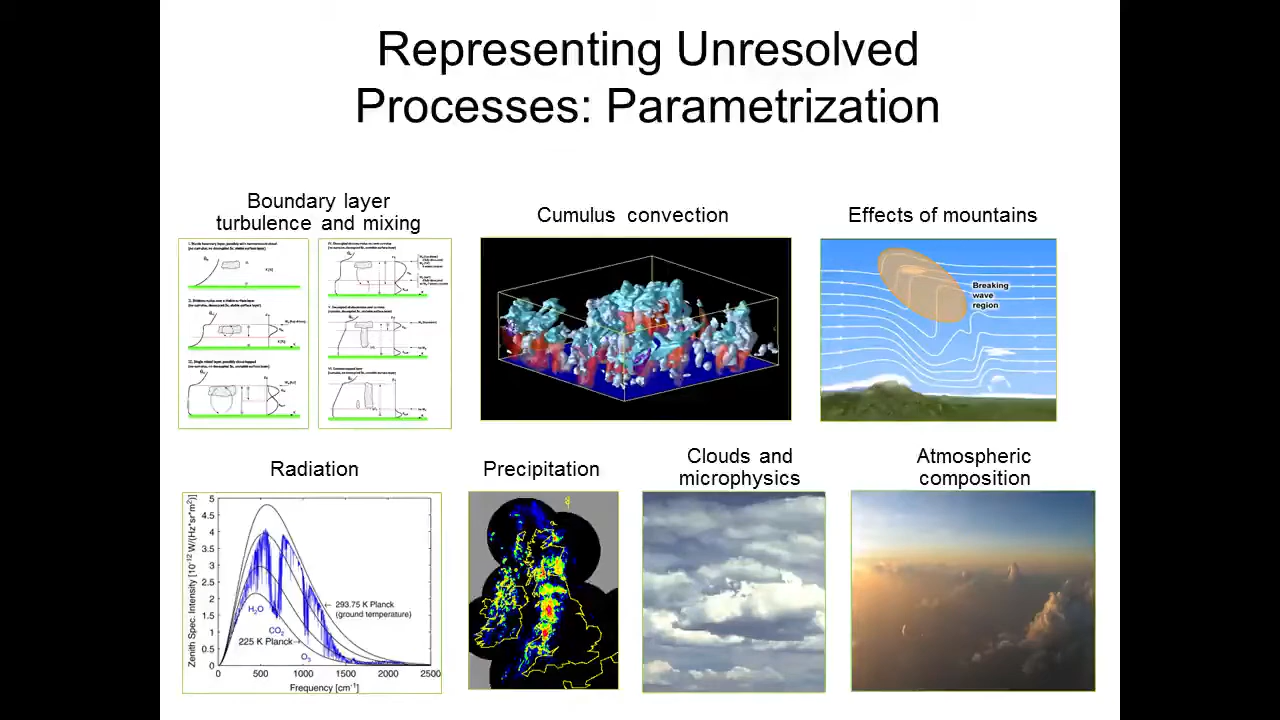 Representing Unresolved
Processes: Parametrization
Boundary layer
turbulence and mixing
Cumulus convection
Effects of mountains
Breaking
wave
region
Radiation
Precipitation
Clouds and
microphysics
Atmospheric
composition
Zenith Spec. Intensity [10⁻¹² W/(Hz*sr*m²)]
5
4.5
4
3.5
3
2.5
2
1.5
1
0.5
0
H₂O
CO₂
O₃
293.75 K Planck
(ground temperature)
225 K Planck
0 500 1000 1500 2000 2500
Frequency [cm⁻¹]